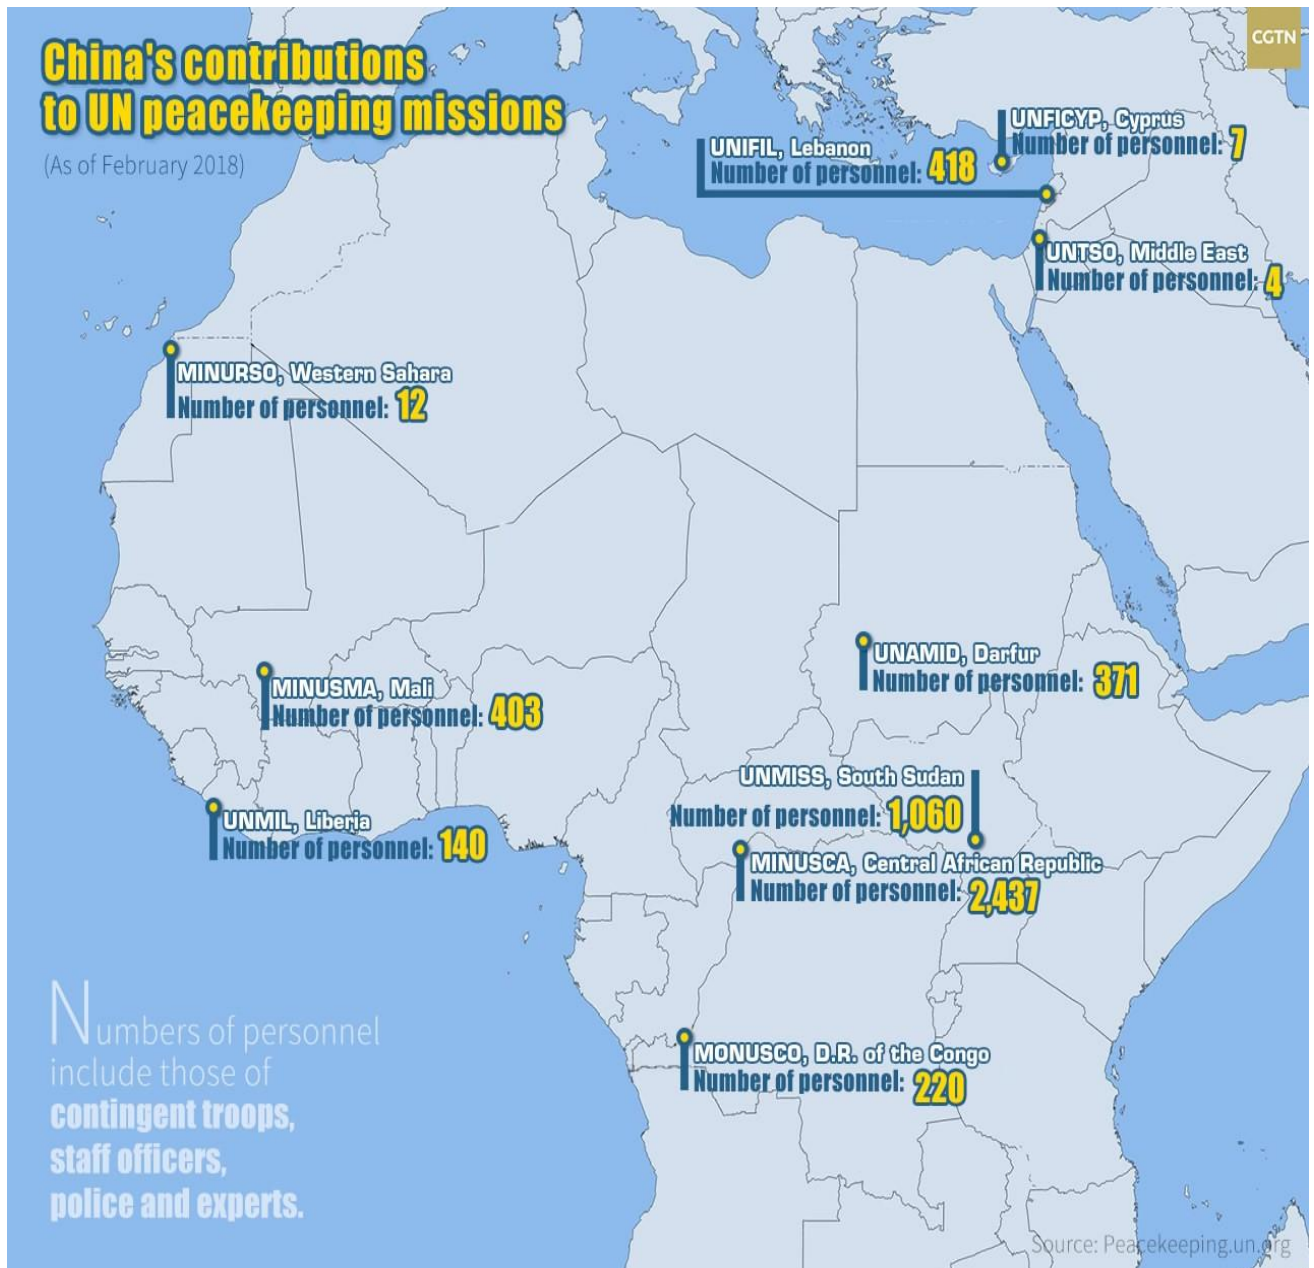 China's contributions
to UN peacekeeping missions
(As of February 2018)
CGTN
UNFICYP, Cyprus
Number of personnel: 7
UNIFIL, Lebanon
Number of personnel: 418
UNTSO, Middle East
Number of personnel: 4
MINURSO, Western Sahara
Number of personnel: 12
UNAMID, Darfur
Number of personnel: 371
MINUSMA, Mali
Number of personnel: 403
UNMISS, South Sudan
Number of personnel: 1,060
UNMIL, Liberia
Number of personnel: 140
MINUSCA, Central African Republic
Number of personnel: 2,437
MONUSCO, D.R. of the Congo
Number of personnel: 220
Numbers of personnel
include those of
contingent troops,
staff officers,
police and experts.
Source: Peacekeeping.un.org